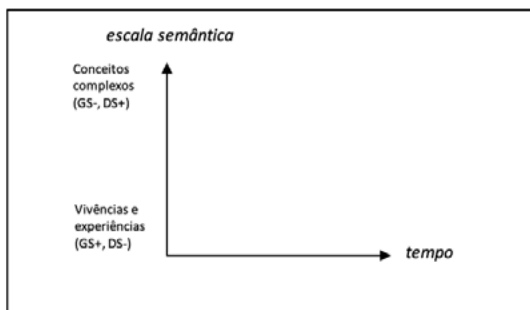 escala semântica
Conceitos
complexos
(GS-, DS+)
Vivências e
experiências
(GS+, DS-)
tempo